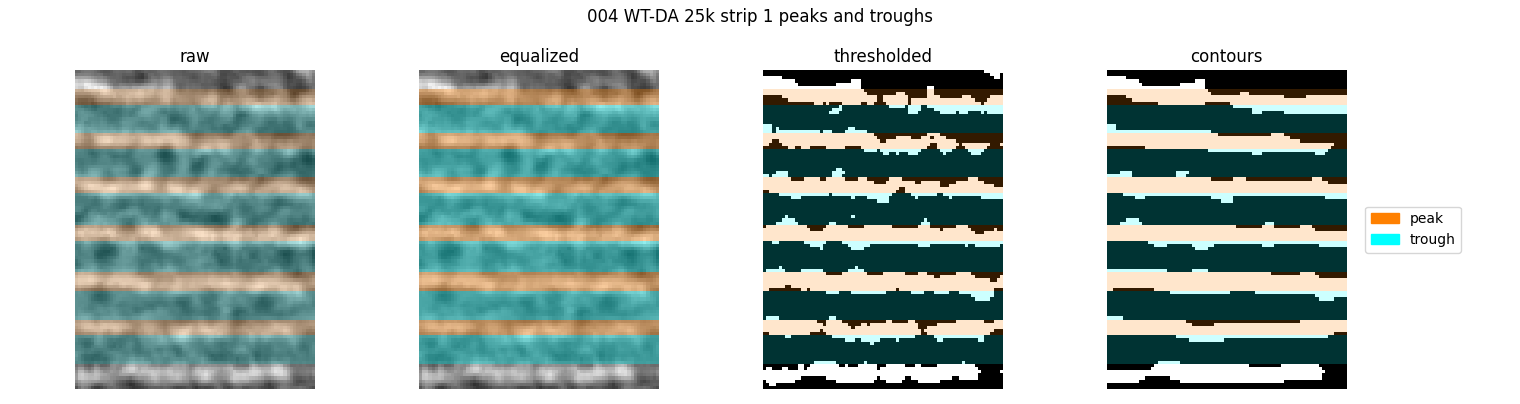 004 WT-DA 25k strip 1 peaks and troughs
raw
equalized
thresholded
contours
peak
trough